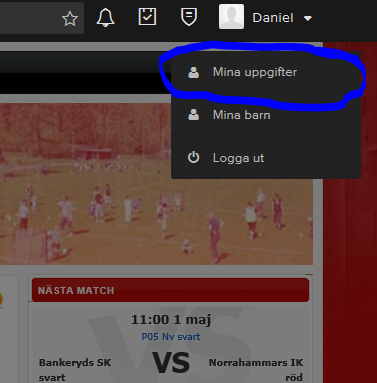 Daniel
Mina uppgifter
Mina barn
Logga ut
NÄSTA MATCH
VS
11:00 1 maj
P05 Nv svart
Bankeryds SK
svart
VS
Norrahammars IK
röd